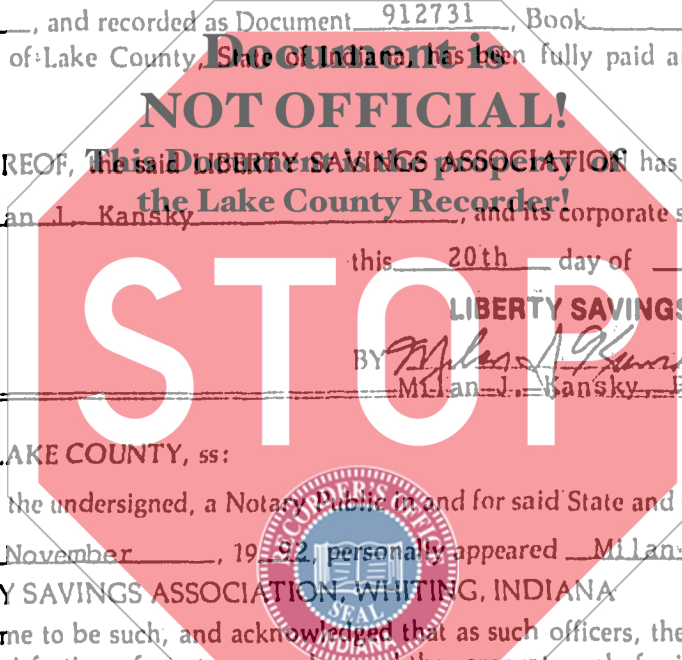 , and recorded as Document 912731, Book
of Lake County, State of Indiana, has been fully paid
Document is
NOT OFFICIAL!
This Document is the property of
the Lake County Recorder!
REOF, the said LIBERTY SAVINGS ASSOCIATION has
an J. Kansky, and its corporate
this 20th day of
LIBERTY SAVINGS
BY
Milan J. Kansky
STOP
AKE COUNTY, ss:
the undersigned, a Notary Public in and for said State and
November, 19 92, personally appeared Milan
Y SAVINGS ASSOCIATION, WHITING, INDIANA
me to be such, and acknowledged that as such officers, the
RECORDER'S OFFICE
SEAL
INDIANA